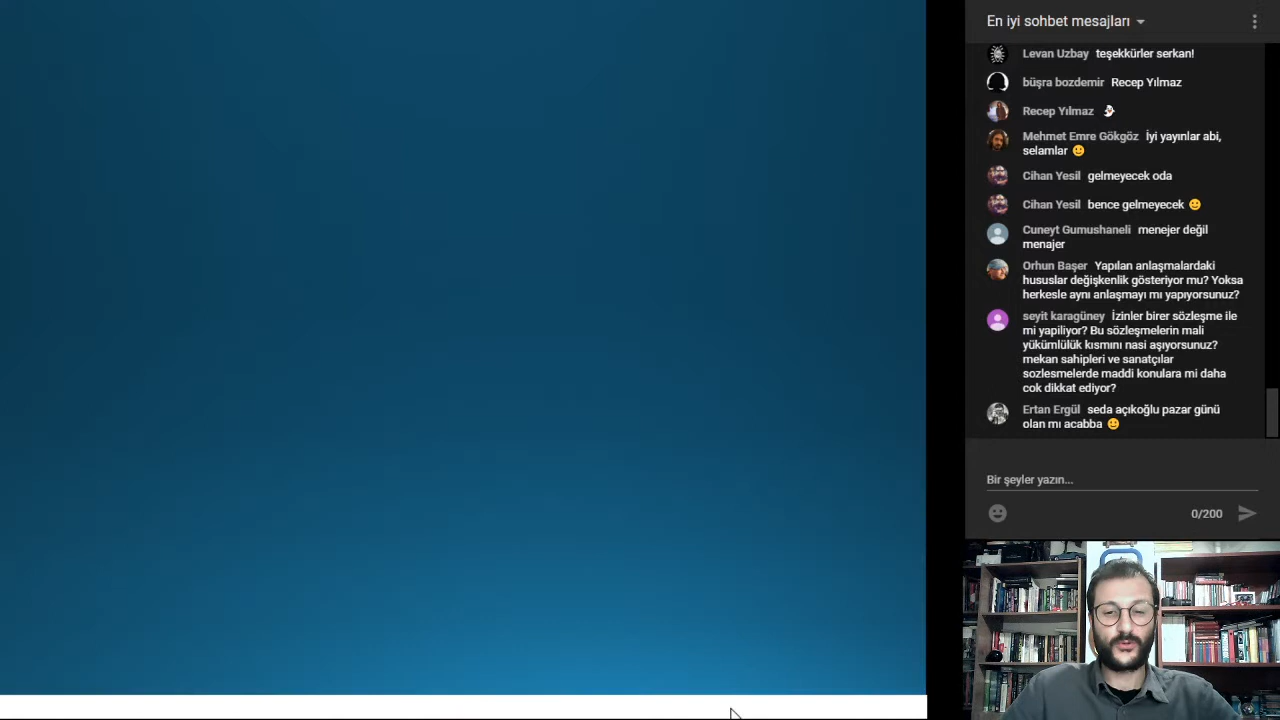 En iyi sohbet mesajları
Levan Uzbay teşekkürler serkan!
büşra bozdemir Recep Yılmaz
Recep Yılmaz
Mehmet Emre Gökgöz İyi yayınlar abi,
selamlar
Cihan Yesil gelmeyecek oda
Cihan Yesil bence gelmeyecek
Cuneyt Gumushaneli menejer değil
menajer
Orhun Başer Yapılan anlaşmalardaki
hususlar değişkenlik gösteriyor mu? Yoksa
herkesle aynı anlaşmayı mı yapıyorsunuz?
seyit karagüney İzinler birer sözleşme ile
mi yapiliyor? Bu sözleşmelerin mali
yükümlülük kısmını nasi aşıyorsunuz?
mekan sahipleri ve sanatçılar
sozlesmelerde maddi konulara mi daha
cok dikkat ediyor?
Ertan Ergül seda açıkoğlu pazar günü
olan mı acabba
Bir şeyler yazın...
0/200